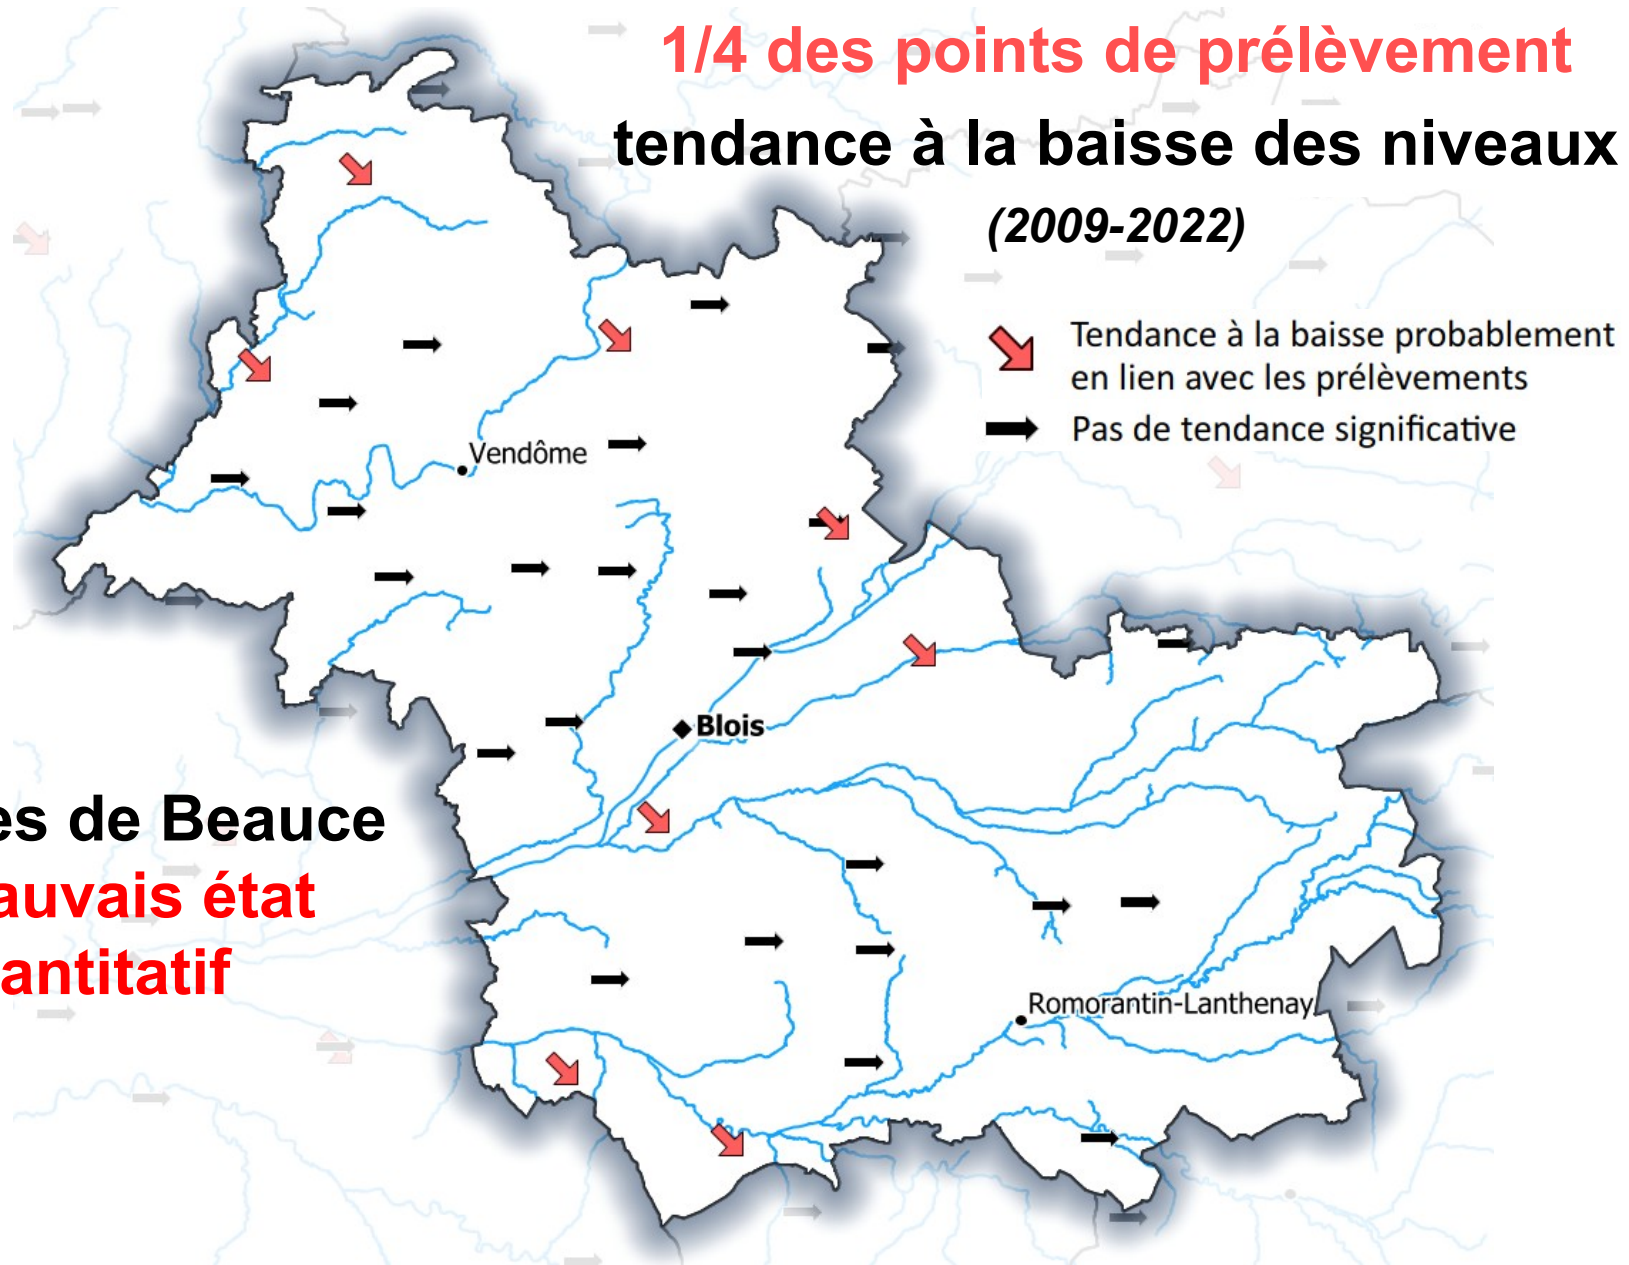 1/4 des points de prélèvement
tendance à la baisse des niveaux
(2009-2022)
Tendance à la baisse probablement
en lien avec les prélèvements
Pas de tendance significative
Vendôme
Blois
es de Beauce
auvais état
antitatif
Romorantin-Lanthenay